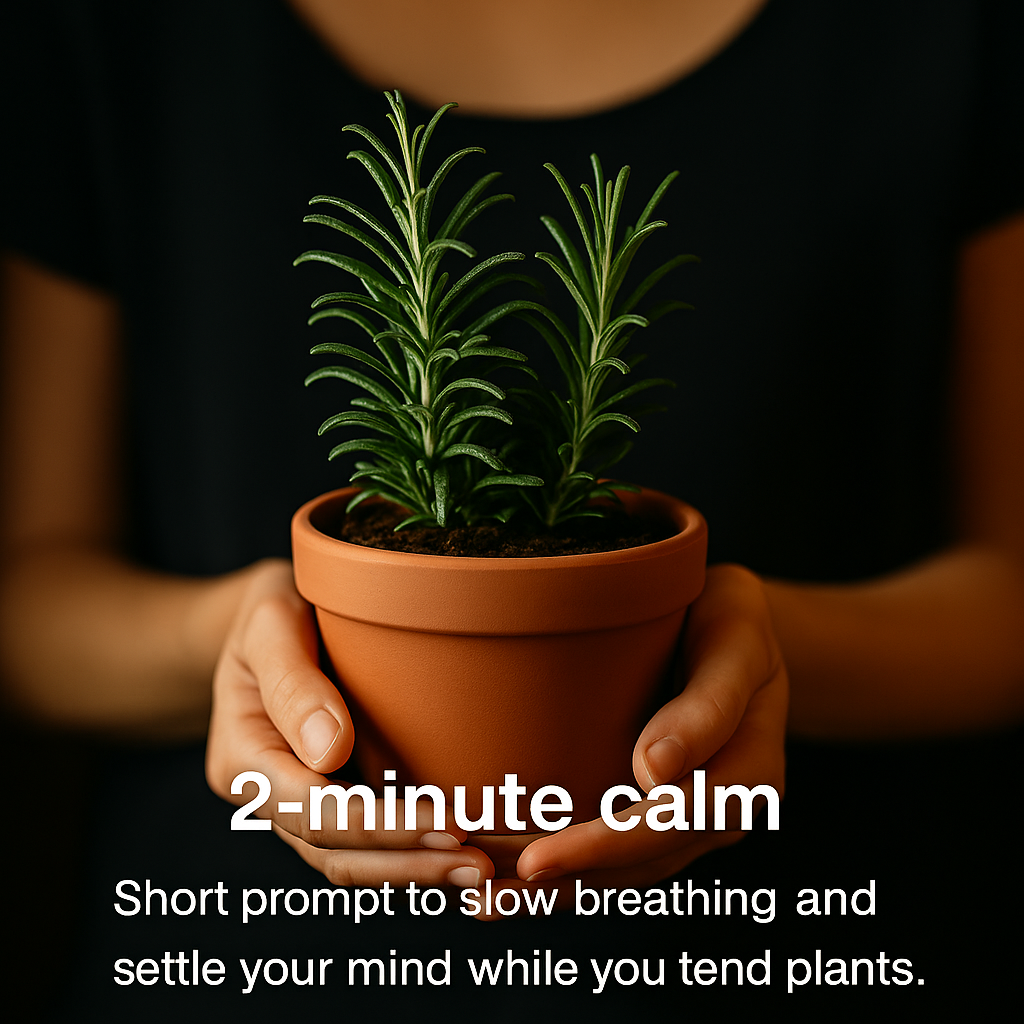 2-minute calm
Short prompt to slow breathing and
settle your mind while you tend plants.